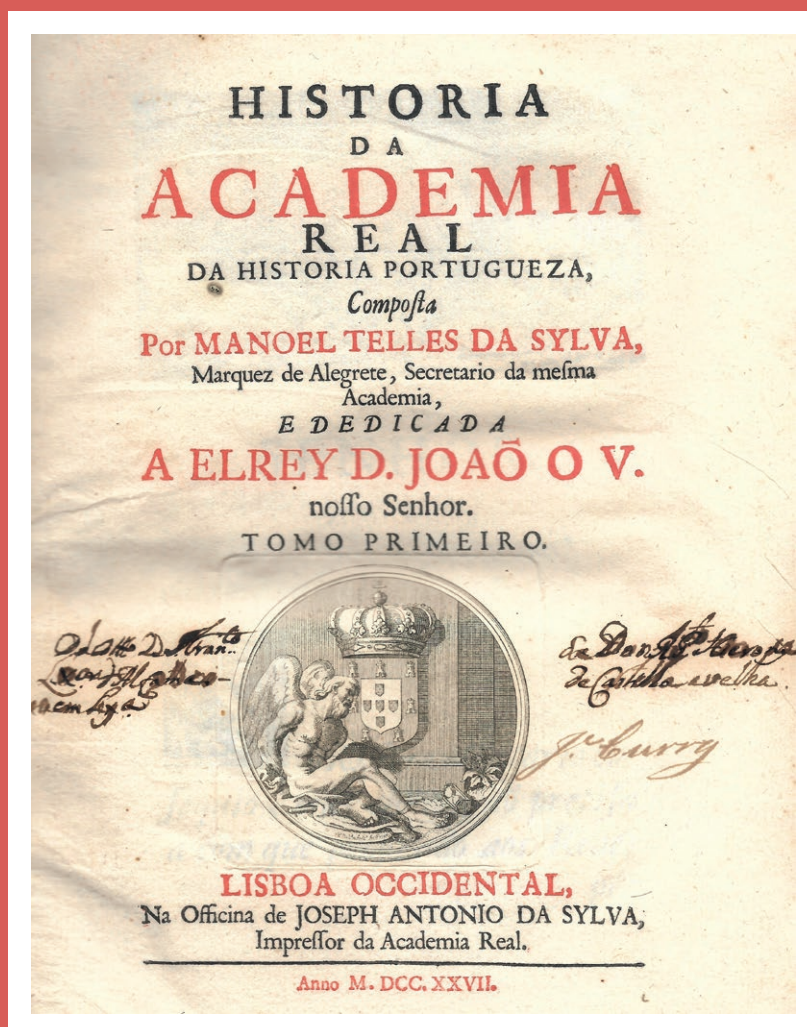 HISTORIA
DA
ACADEMIA
REAL
DA HISTORIA PORTUGUEZA,
Compoſta
Por MANOEL TELLES DA SYLVA,
Marquez de Alegrete, Secretario da meſma
Academia,
E DEDICADA
A ELREY D. JOAÕ O V.
noſſo Senhor.
TOMO PRIMEIRO.
de Castella avelha
LISBOA OCCIDENTAL,
Na Officina de JOSEPH ANTONIO DA SYLVA,
Impreſſor da Academia Real.
Anno M. DCC. XXVII.